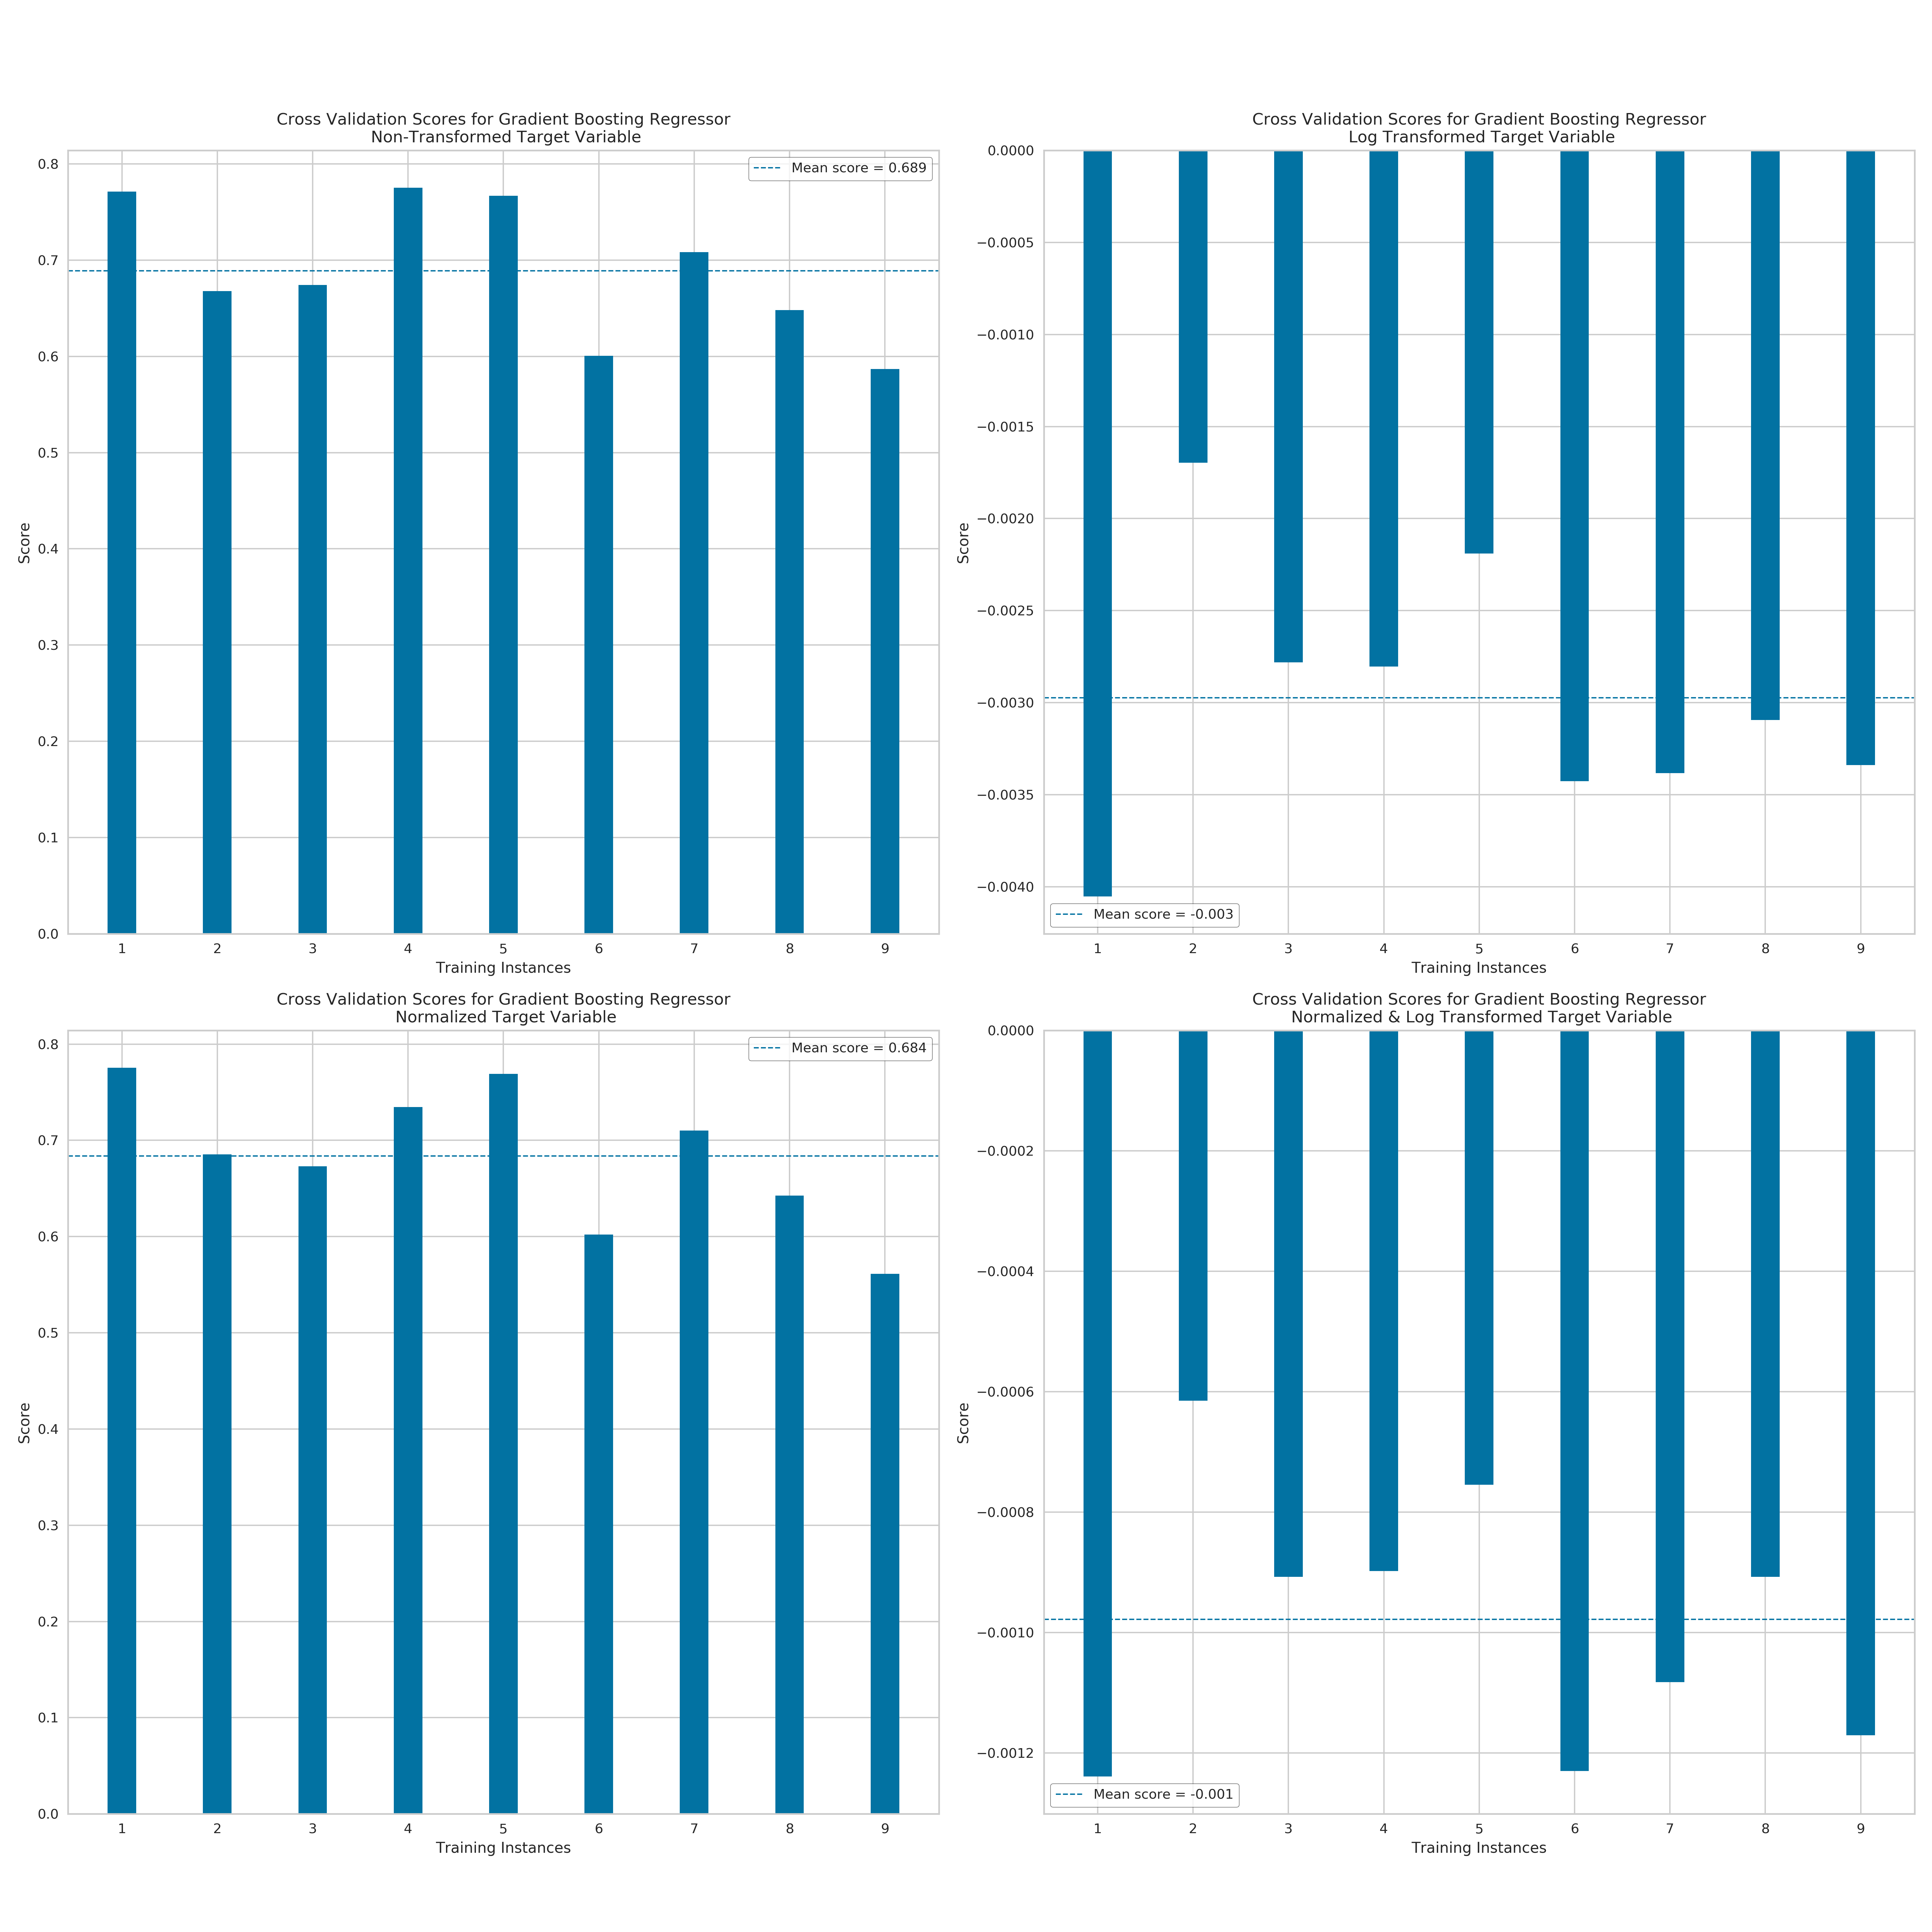 Cross Validation Scores for Gradient Boosting Regressor
Non-Transformed Target Variable
Mean score = 0.689
0.8
0.7
0.6
0.5
0.4
0.3
0.2
0.1
0.0
Score
1 2 3 4 5 6 7 8 9
Training Instances
Cross Validation Scores for Gradient Boosting Regressor
Log Transformed Target Variable
0.0000
−0.0005
−0.0010
−0.0015
−0.0020
−0.0025
−0.0030
−0.0035
−0.0040
Score
Mean score = -0.003
1 2 3 4 5 6 7 8 9
Training Instances
Cross Validation Scores for Gradient Boosting Regressor
Normalized Target Variable
Mean score = 0.684
0.8
0.7
0.6
0.5
0.4
0.3
0.2
0.1
0.0
Score
1 2 3 4 5 6 7 8 9
Training Instances
Cross Validation Scores for Gradient Boosting Regressor
Normalized & Log Transformed Target Variable
0.0000
−0.0002
−0.0004
−0.0006
−0.0008
−0.0010
−0.0012
Score
Mean score = -0.001
1 2 3 4 5 6 7 8 9
Training Instances